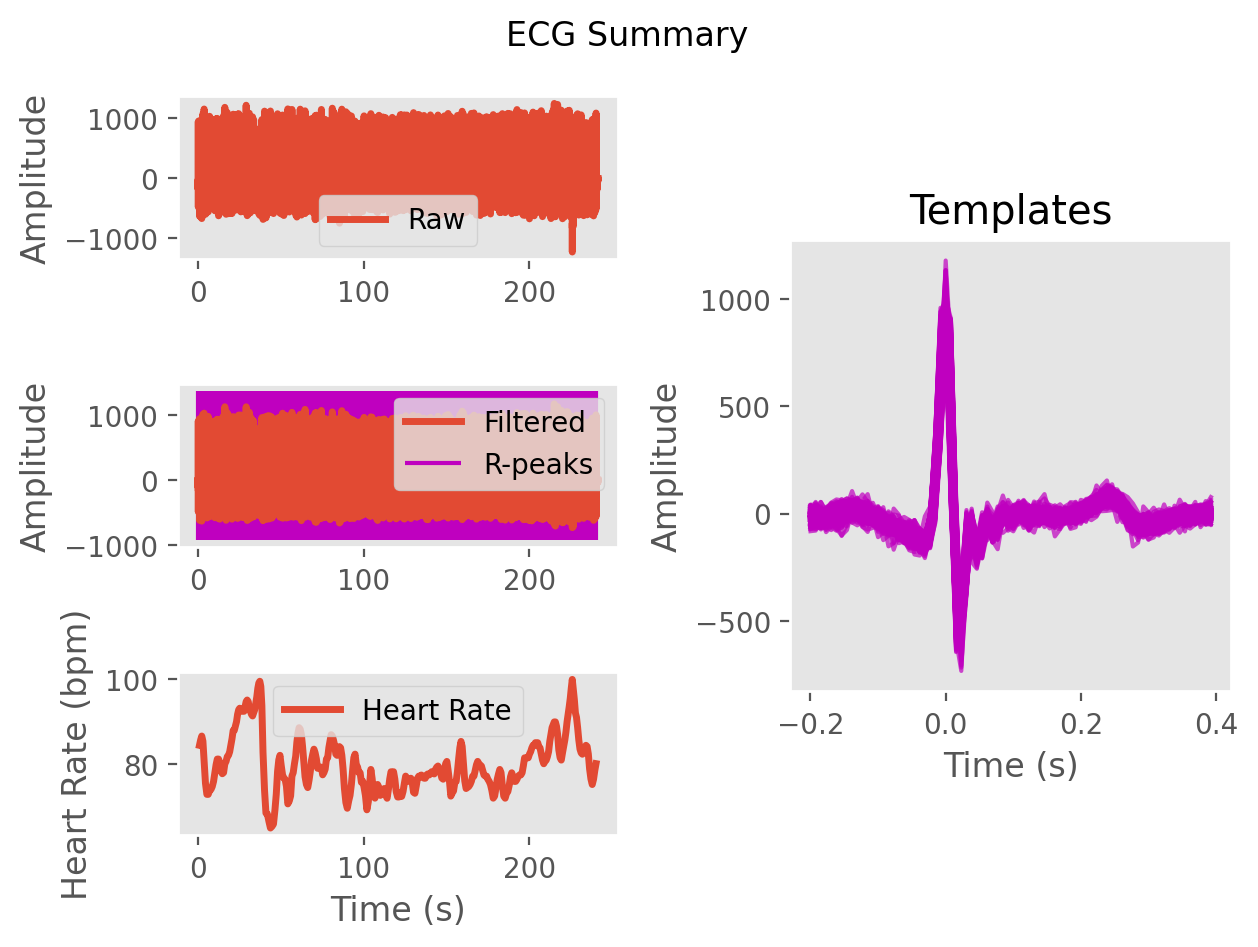 ECG Summary
Amplitude
1000
0
−1000
Raw
0
100
200
Amplitude
1000
0
−1000
Filtered
R-peaks
0
100
200
Heart Rate (bpm)
100
80
Heart Rate
0
100
200
Time (s)
Templates
Amplitude
1000
500
0
−500
−0.2
0.0
0.2
0.4
Time (s)